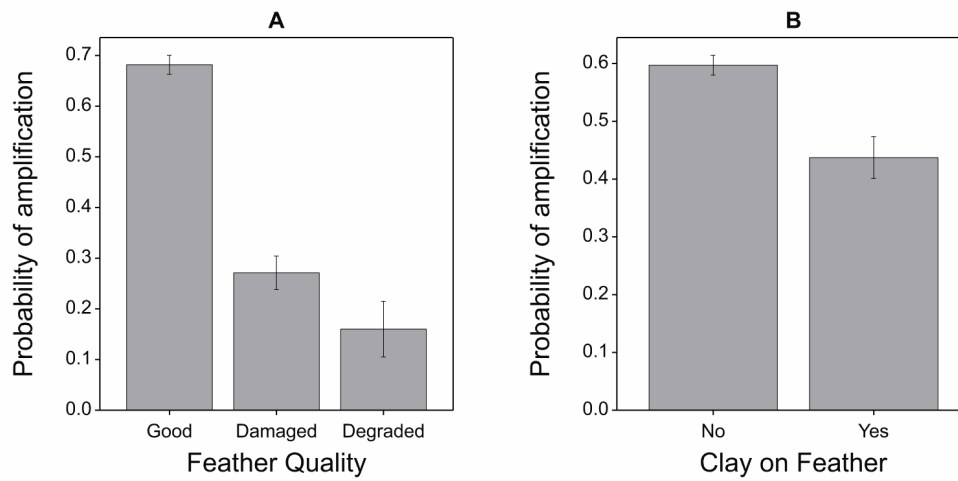 A
Probability of amplification
0.7
0.6
0.5
0.4
0.3
0.2
0.1
0.0
Good Damaged Degraded
Feather Quality
B
Probability of amplification
0.6
0.5
0.4
0.3
0.2
0.1
0.0
No Yes
Clay on Feather